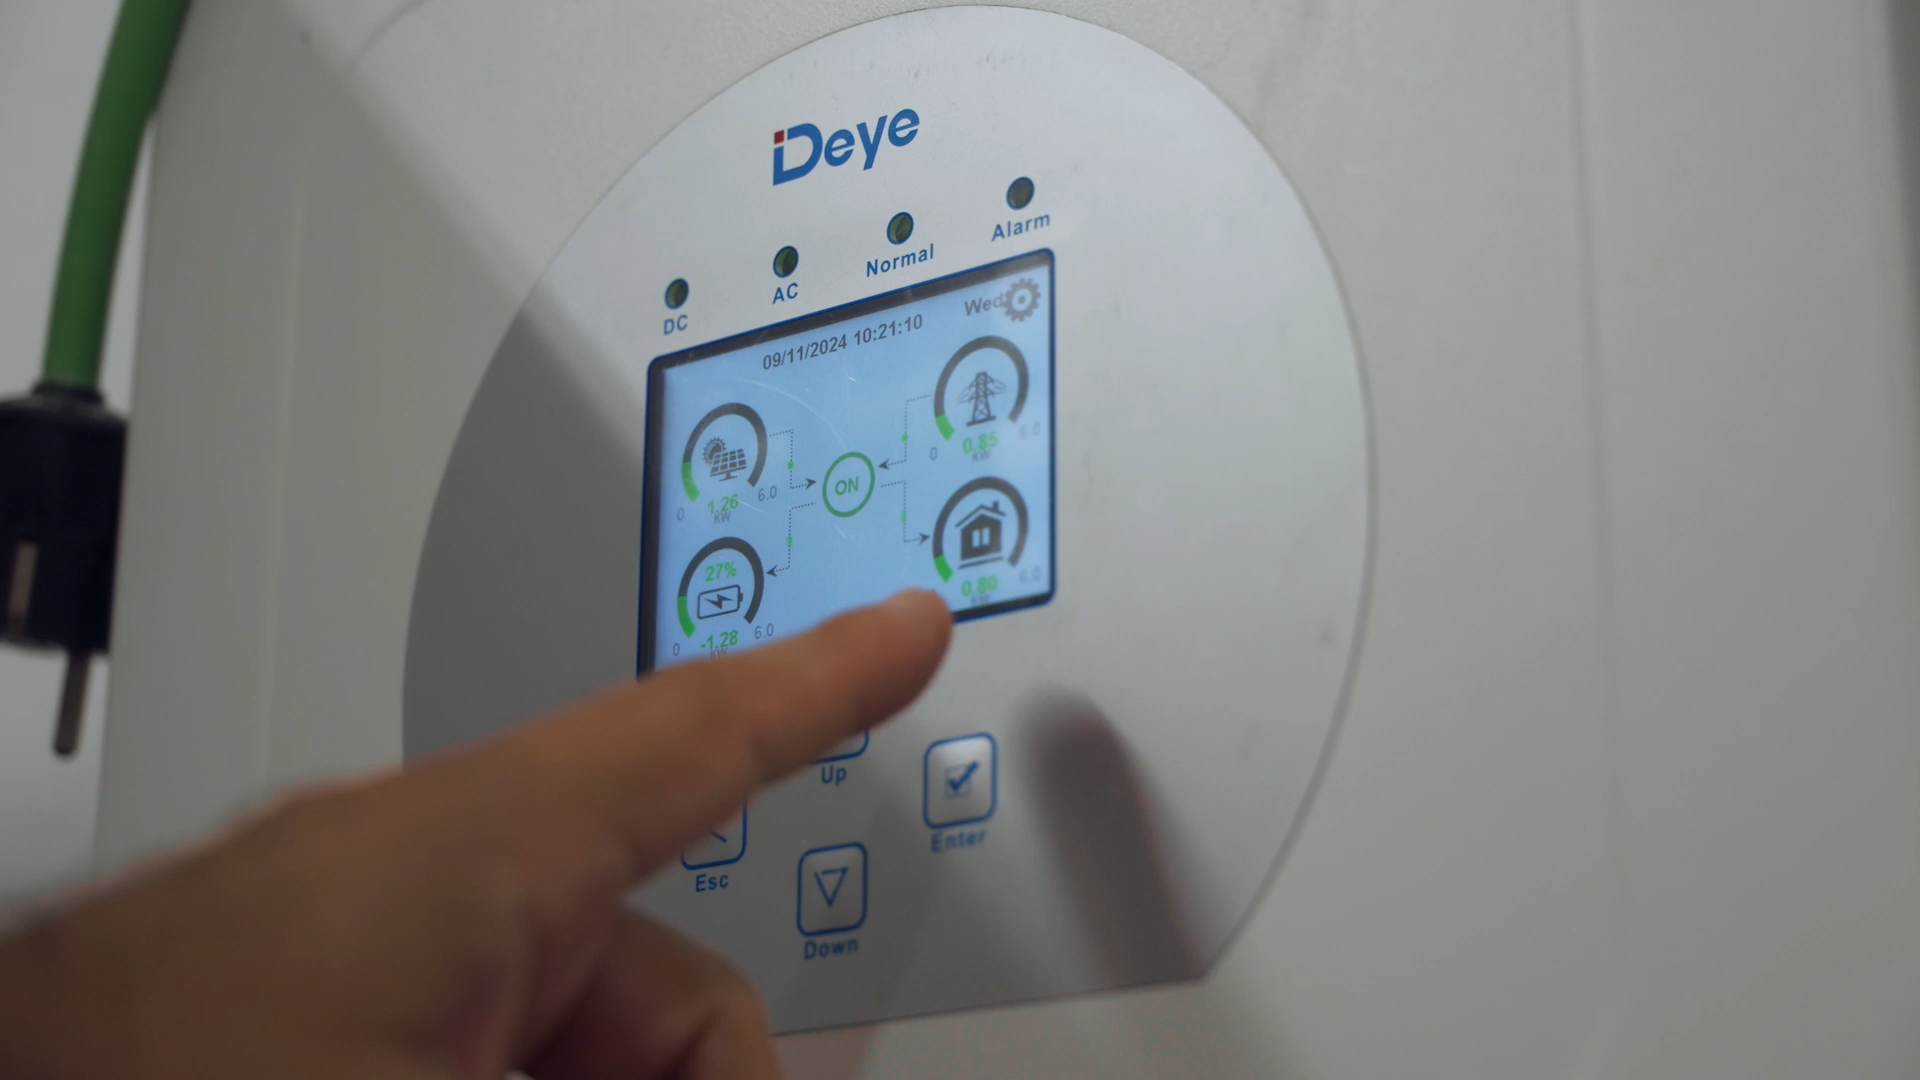 Deye
DC
AC
Normal
Alarm
09/11/2024 10:21:10
Wed
0
1.26
KW
6.0
ON
0
0.85
KW
6.0
27%
0
-1.28
KW
6.0
0.80
KW
6.0
Up
Esc
Enter
Down